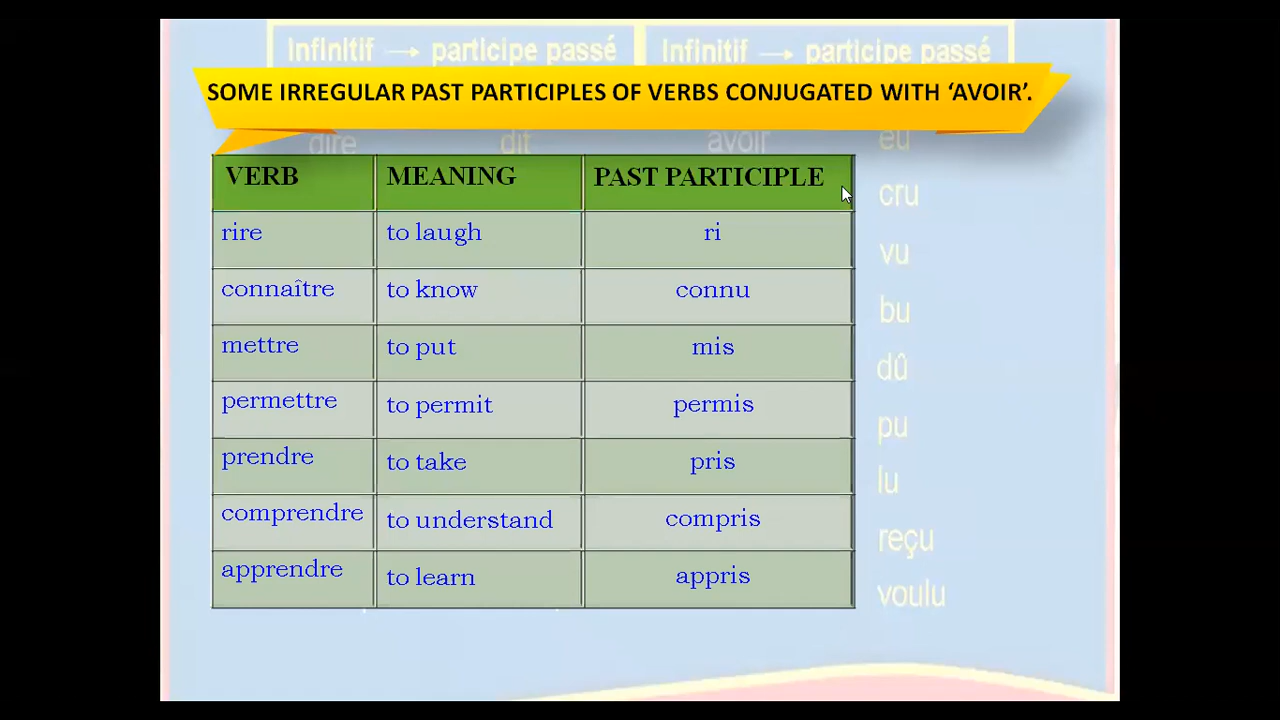 Infinitif → participe passé Infinitif → participe passé
SOME IRREGULAR PAST PARTICIPLES OF VERBS CONJUGATED WITH ‘AVOIR’.
dire dit avoir eu
VERB MEANING PAST PARTICIPLE
cru
rire to laugh ri
vu
connaître to know connu
bu
mettre to put mis
dû
permettre to permit permis
pu
prendre to take pris
lu
comprendre to understand compris
reçu
apprendre to learn appris
voulu